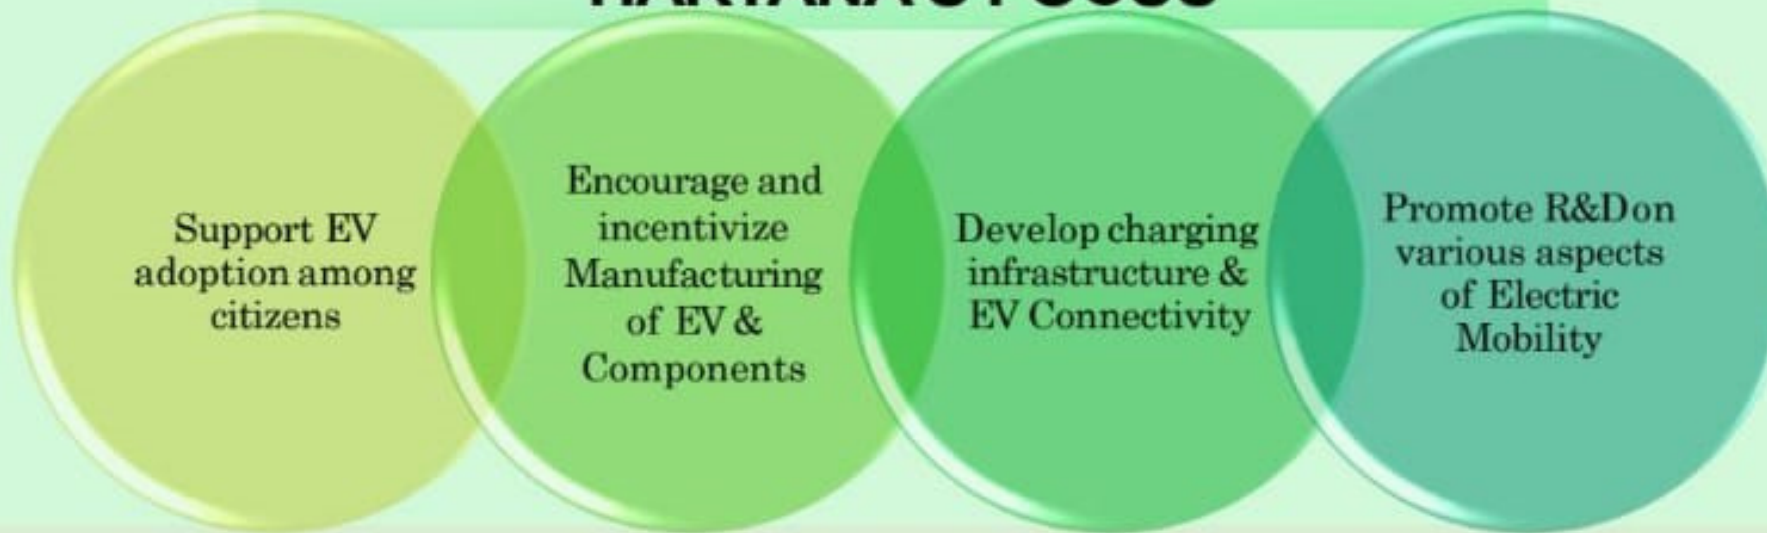 Support EV
adoption among
citizens
Encourage and
incentivize
Manufacturing
of EV &
Components
Develop charging
infrastructure &
EV Connectivity
Promote R&Don
various aspects
of Electric
Mobility